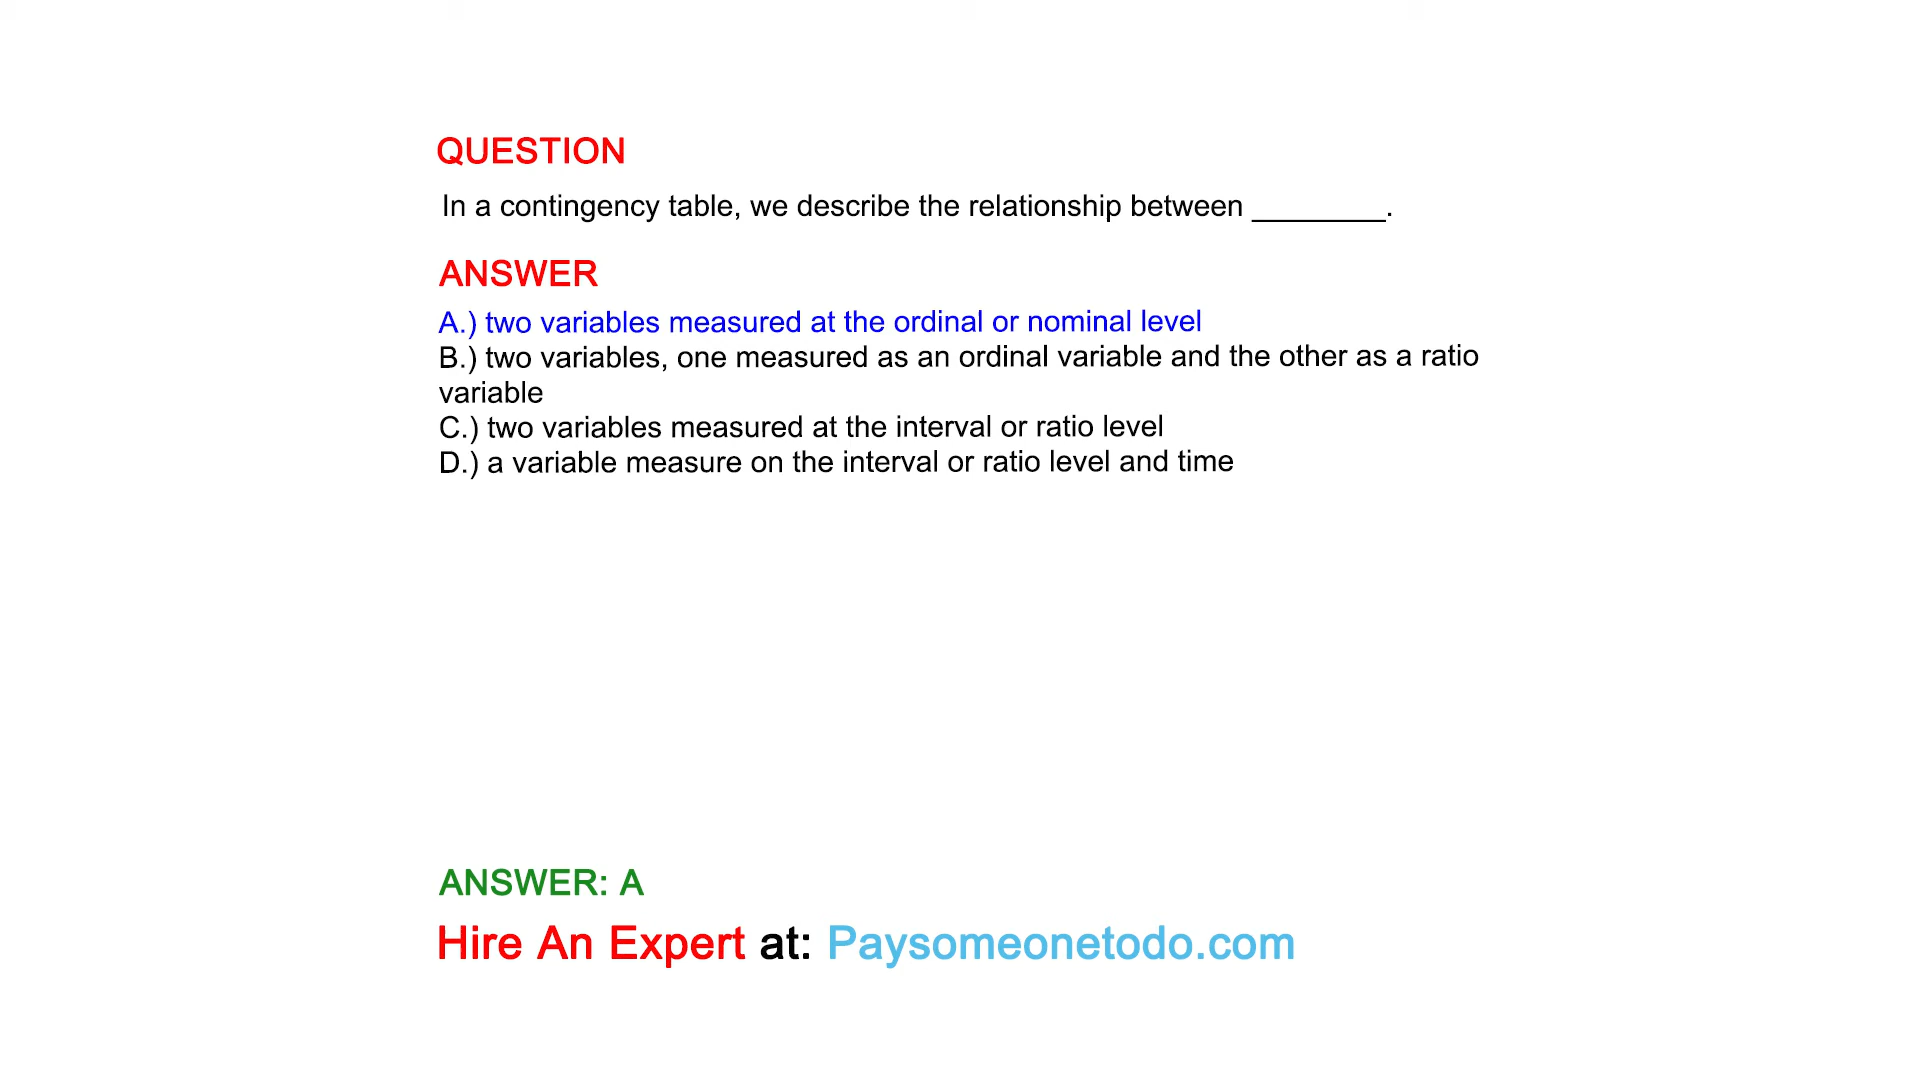 QUESTION
In a contingency table, we describe the relationship between ________.
ANSWER
A.) two variables measured at the ordinal or nominal level
B.) two variables, one measured as an ordinal variable and the other as a ratio
variable
C.) two variables measured at the interval or ratio level
D.) a variable measure on the interval or ratio level and time
ANSWER: A
Hire An Expert at: Paysomeonetodo.com